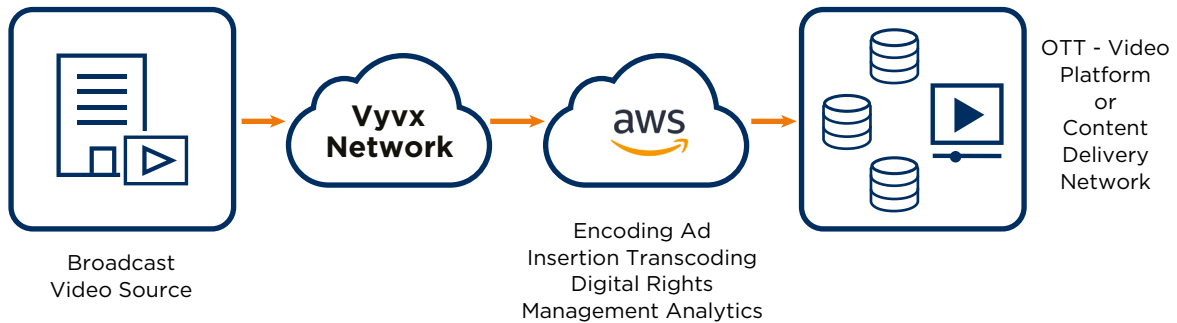 Broadcast
Video Source
Vyvx
Network
aws
Encoding Ad
Insertion Transcoding
Digital Rights
Management Analytics
OTT - Video
Platform
or
Content
Delivery
Network